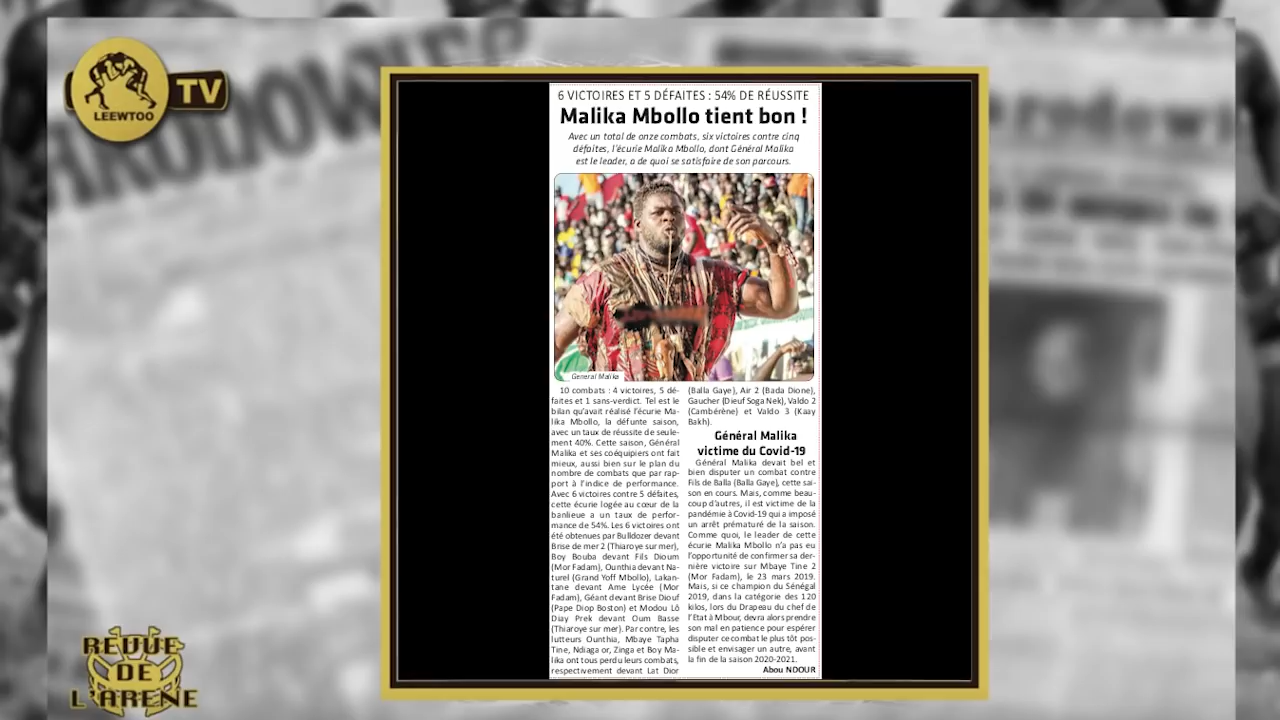 LEEWTOO
TV
6 VICTOIRES ET 5 DÉFAITES : 54% DE RÉUSSITE
Malika Mbollo tient bon !
Avec un total de onze combats, six victoires contre cinq
défaites, l'écurie Malika Mbollo, dont Général Malika
est le leader, a de quoi se satisfaire de son parcours.
General Malika
10 combats : 4 victoires, 5 dé-
faites et 1 sans-verdict. Tel est le
bilan qu'avait réalisé l'écurie Ma-
lika Mbollo, la défunte saison,
avec un taux de réussite de seule-
ment 40%. Cette saison, Général
Malika et ses coéquipiers ont fait
mieux, aussi bien sur le plan du
nombre de combats que par rap-
port à l'indice de performance.
Avec 6 victoires contre 5 défaites,
cette écurie logée au cœur de la
banlieue a un taux de perfor-
mance de 54%. Les 6 victoires ont
été obtenues par Bulldozer devant
Brise de mer 2 (Thiaroye sur mer),
Boy Bouba devant Fils Dioum
(Mor Fadam), Ounthia devant Na-
turel (Grand Yoff Mbollo), Lakan-
tane devant Ame Lycée (Mor
Fadam), Géant devant Brise Diouf
(Pape Diop Boston) et Modou Lô
Diay Prek devant Oum Basse
(Thiaroye sur mer). Par contre, les
lutteurs Ounthia, Mbaye Tapha
Tine, Ndiaga or, Zinga et Boy Ma-
lika ont tous perdu leurs combats,
respectivement devant Lat Dior
(Balla Gaye), Air 2 (Bada Dione),
Gaucher (Dieuf Soga Nek), Valdo 2
(Cambérène) et Valdo 3 (Kaay
Bakh).
Général Malika
victime du Covid-19
Général Malika devait bel et
bien disputer un combat contre
Fils de Balla (Balla Gaye), cette sai-
son en cours. Mais, comme beau-
coup d'autres, il est victime de la
pandémie à Covid-19 qui a imposé
un arrêt prématuré de la saison.
Comme quoi, le leader de cette
écurie Malika Mbollo n'a pas eu
l'opportunité de confirmer sa der-
nière victoire sur Mbaye Tine 2
(Mor Fadam), le 23 mars 2019.
Mais, si ce champion du Sénégal
2019, dans la catégorie des 120
kilos, lors du Drapeau du chef de
l'Etat à Mbour, devra alors prendre
son mal en patience pour espérer
disputer ce combat le plus tôt pos-
sible et envisager un autre, avant
la fin de la saison 2020-2021.
Abou NDOUR
REVUE
DE
L'ARENE